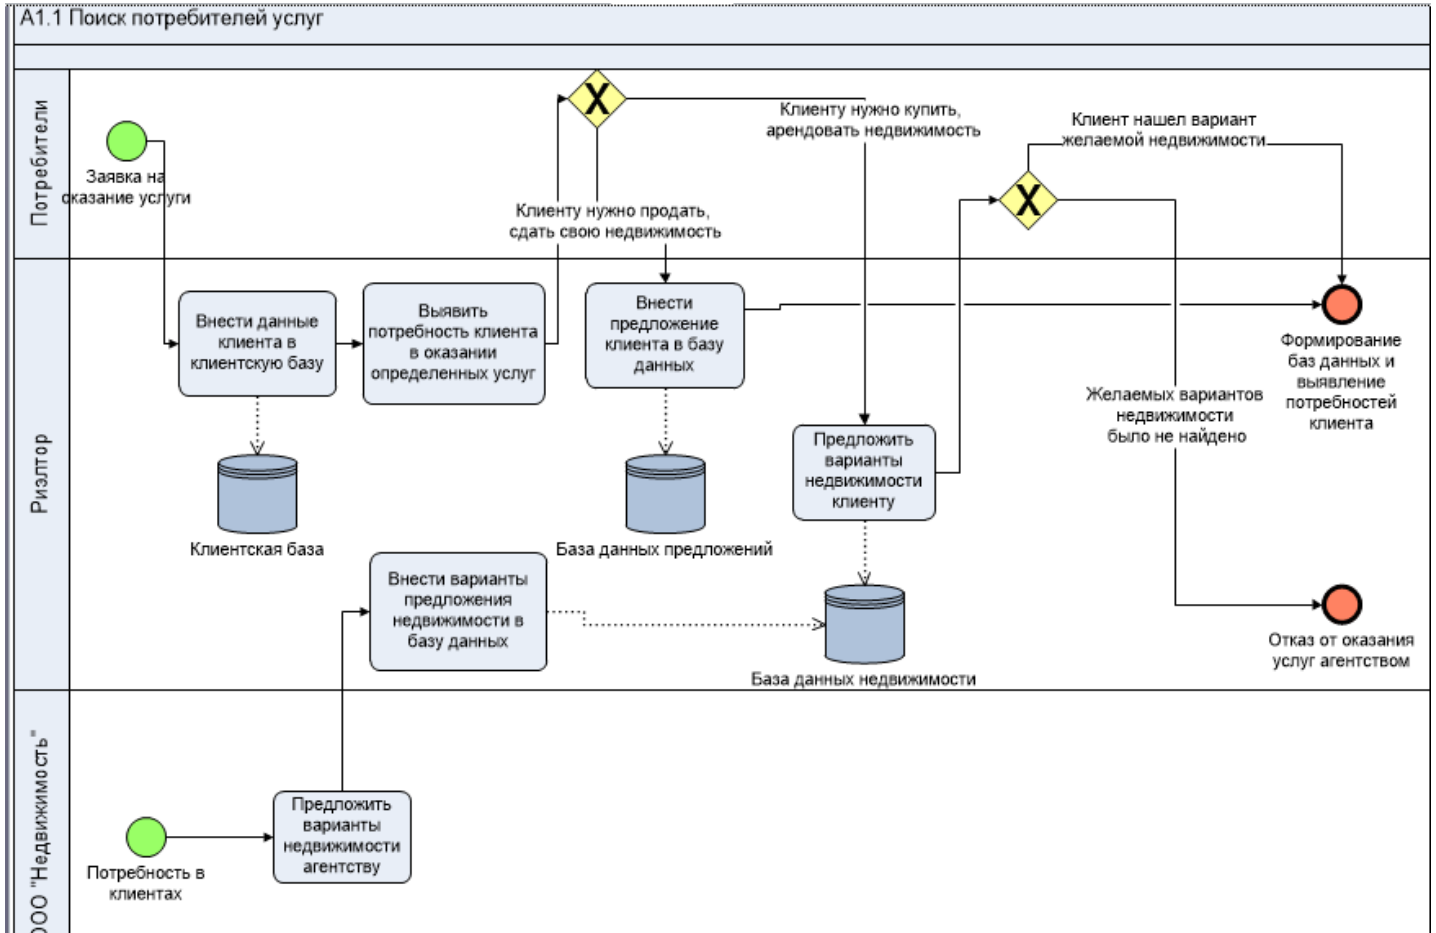 A1.1 Поиск потребителей услуг
Потребители
Заявка на
оказание услуги
X
Клиенту нужно купить,
арендовать недвижимость
Клиенту нужно продать,
сдать свою недвижимость
X
Клиент нашел вариант
желаемой недвижимости
Риэлтор
Внести данные
клиента в
клиентскую базу
Выявить
потребность клиента
в оказании
определенных услуг
Внести
предложение
клиента в базу
данных
Формирование
баз данных и
выявление
потребностей
клиента
Желаемых вариантов
недвижимости
было не найдено
Предложить
варианты
недвижимости
клиенту
Клиентская база
База данных предложений
Внести варианты
предложения
недвижимости в
базу данных
База данных недвижимости
Отказ от оказания
услуг агентством
ООО "Недвижимость"
Потребность в
клиентах
Предложить
варианты
недвижимости
агентству